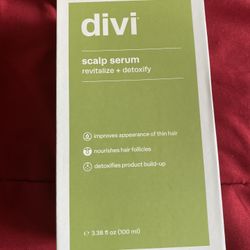 divi
scalp serum
revitalize + detoxify
improves appearance of thin hair
nourishes hair follicles
detoxifies product build-up
e 3.38 fl oz (100 ml)